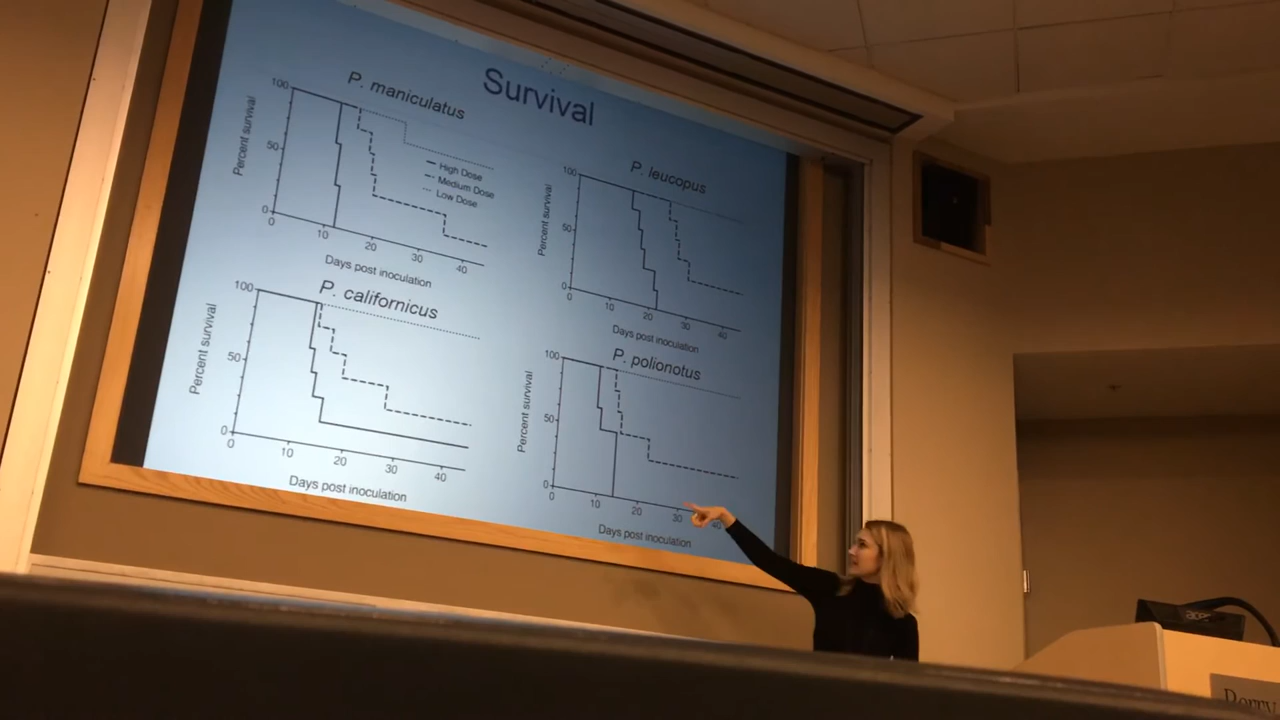 Survival
P. maniculatus
Percent survival
100
50
0
0 10 20 30 40
Days post inoculation
High Dose
Medium Dose
Low Dose
P. leucopus
Percent survival
100
50
0
0 10 20 30 40
Days post inoculation
P. californicus
Percent survival
100
50
0
0 10 20 30 40
Days post inoculation
P. polionotus
Percent survival
100
50
0
0 10 20 30 40
Days post inoculation
acer